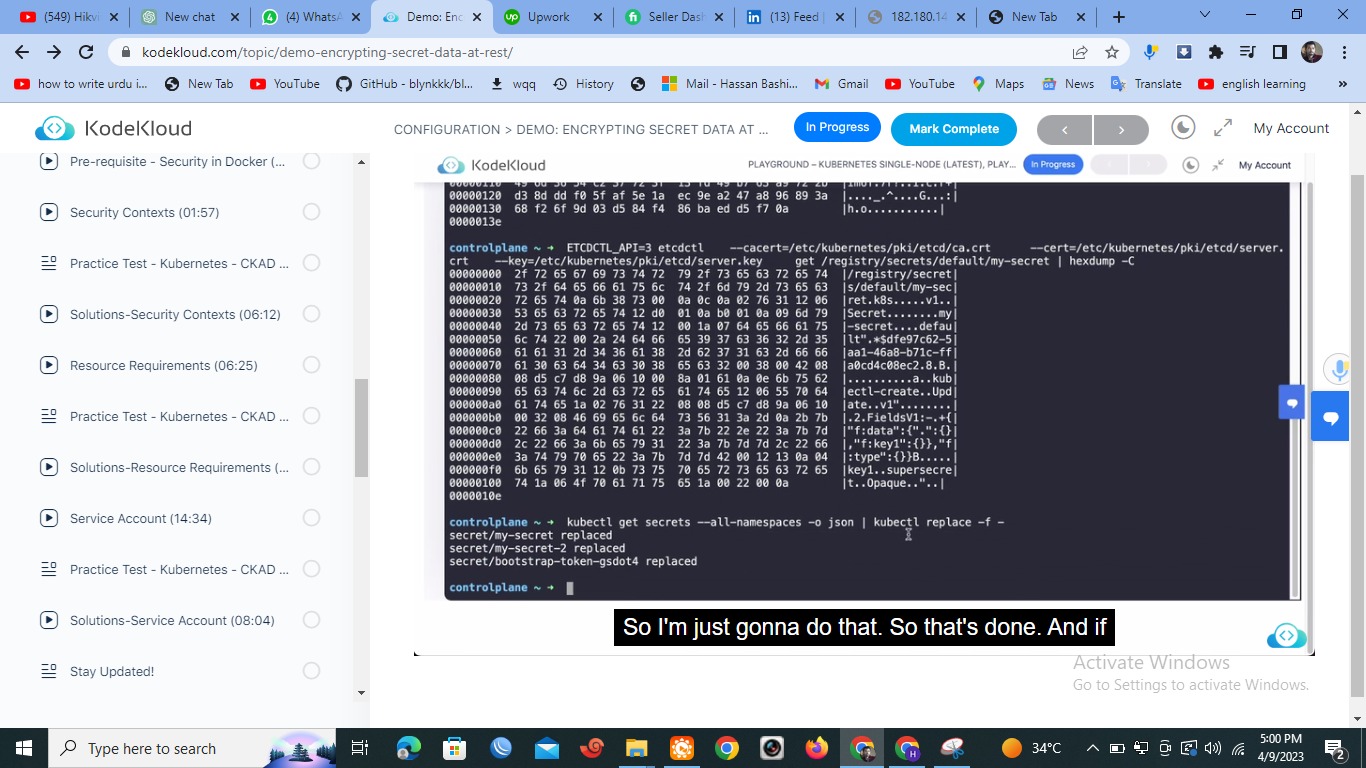 (549) Hikvi
New chat
(4) WhatsA
Demo: Enc
Upwork
Seller Dash
(13) Feed |
182.180.14
New Tab
kodekloud.com/topic/demo-encrypting-secret-data-at-rest/
how to write urdu i...
New Tab
YouTube
GitHub - blynkkk/bl...
wqq
History
Mail - Hassan Bashi...
Gmail
YouTube
Maps
News
Translate
english learning
»
KodeKloud
CONFIGURATION > DEMO: ENCRYPTING SECRET DATA AT ...
In Progress
Mark Complete
<
>
My Account
Pre-requisite - Security in Docker (...
Security Contexts (01:57)
Practice Test - Kubernetes - CKAD ...
Solutions-Security Contexts (06:12)
Resource Requirements (06:25)
Practice Test - Kubernetes - CKAD ...
Solutions-Resource Requirements (...
Service Account (14:34)
Practice Test - Kubernetes - CKAD ...
Solutions-Service Account (08:04)
Stay Updated!
KodeKloud
PLAYGROUND – KUBERNETES SINGLE-NODE (LATEST), PLAY...
In Progress
My Account
00000120 d3 8d dd f0 5f af 5e 1a ec 9e a2 47 a8 96 89 3a |...._.^....G...:|
00000130 68 f2 6f 9d 03 d5 84 f4 86 ba ed d5 f7 0a |h.o...........|
0000013e
controlplane ~ ➜ ETCDCTL_API=3 etcdctl --cacert=/etc/kubernetes/pki/etcd/ca.crt --cert=/etc/kubernetes/pki/etcd/server.
crt --key=/etc/kubernetes/pki/etcd/server.key get /registry/secrets/default/my-secret | hexdump -C
00000000 2f 72 65 67 69 73 74 72 79 2f 73 65 63 72 65 74 |/registry/secret|
00000010 73 2f 64 65 66 61 75 6c 74 2f 6d 79 2d 73 65 63 |s/default/my-sec|
00000020 72 65 74 0a 6b 38 73 00 0a 0c 0a 02 76 31 12 06 |ret.k8s.....v1..|
00000030 53 65 63 72 65 74 12 d0 01 0a b0 01 0a 09 6d 79 |Secret........my|
00000040 2d 73 65 63 72 65 74 12 00 1a 07 64 65 66 61 75 |-secret....defau|
00000050 6c 74 22 00 2a 24 64 66 65 39 37 63 36 32 2d 35 |lt".*$dfe97c62-5|
00000060 61 61 31 2d 34 36 61 38 2d 62 37 31 63 2d 66 66 |aa1-46a8-b71c-ff|
00000070 61 30 63 64 34 63 30 38 65 63 32 00 38 00 42 08 |a0cd4c08ec2.8.B.|
00000080 08 d5 c7 d8 9a 06 10 00 8a 01 61 0a 0e 6b 75 62 |..........a..kub|
00000090 65 63 74 6c 2d 63 72 65 61 74 65 12 06 55 70 64 |ectl-create..Upd|
000000a0 61 74 65 1a 02 76 31 22 08 08 d5 c7 d8 9a 06 10 |ate..v1"........|
000000b0 00 32 08 46 69 65 6c 64 73 56 31 3a 2d 0a 2b 7b |.2.FieldsV1:-.+{|
000000c0 22 66 3a 64 61 74 61 22 3a 7b 22 2e 22 3a 7b 7d |"f:data":{".":{}|
000000d0 2c 22 66 3a 6b 65 79 31 22 3a 7b 7d 7d 2c 22 66 |,"f:key1":{}},"f|
000000e0 3a 74 79 70 65 22 3a 7b 7d 7d 42 00 12 13 0a 04 |:type":{}}B.....|
000000f0 6b 65 79 31 12 0b 73 75 70 65 72 73 65 63 72 65 |key1..supersecre|
00000100 74 1a 06 4f 70 61 71 75 65 1a 00 22 00 0a |t..Opaque.."..|
0000010e
controlplane ~ ➜ kubectl get secrets --all-namespaces -o json | kubectl replace -f -
secret/my-secret replaced
secret/my-secret-2 replaced
secret/bootstrap-token-gsdot4 replaced
controlplane ~ ➜
So I'm just gonna do that. So that's done. And if
Activate Windows
Go to Settings to activate Windows.
Type here to search
34°C
5:00 PM
4/9/2023
2